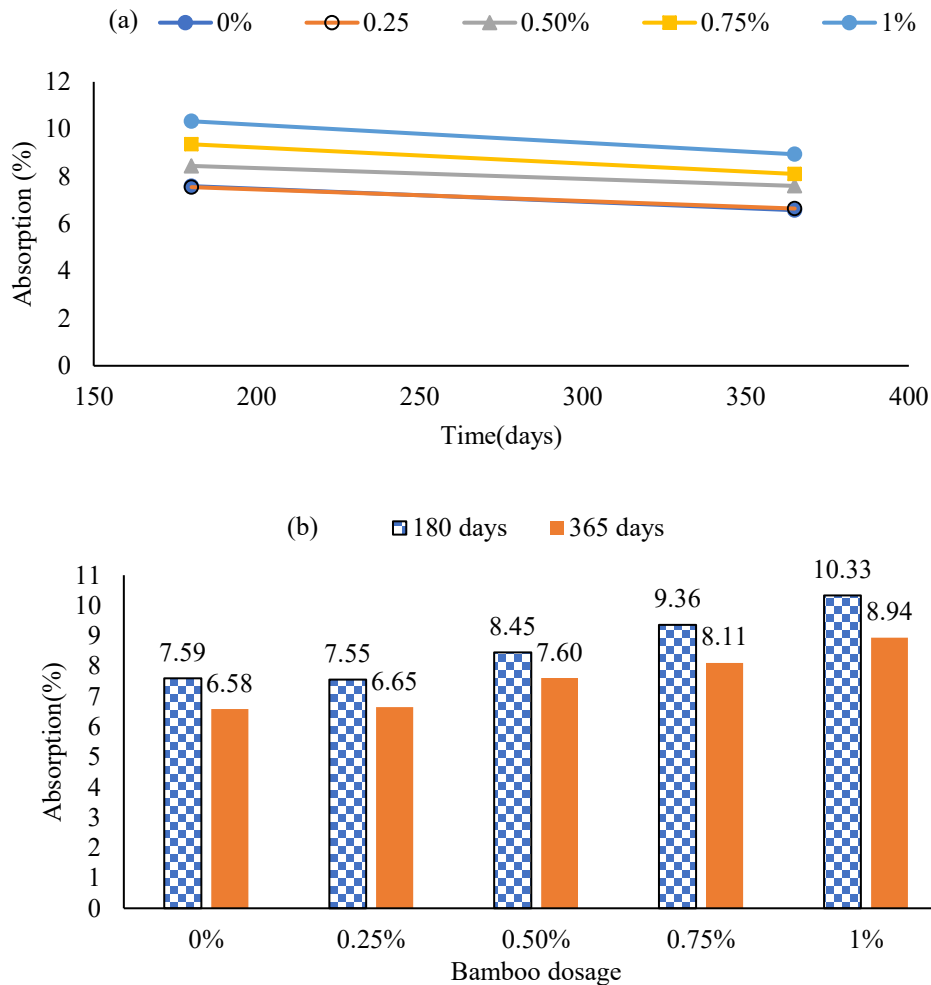 (a) 0% 0.25 0.50% 0.75% 1%
12
10
8
6
4
2
0
Absorption (%)
150 200 250 300 350 400
Time(days)
(b) 180 days 365 days
11
10
9
8
7
6
5
4
3
2
1
0
Absorption(%)
7.59 6.58 7.55 6.65 8.45 7.60 9.36 8.11 10.33 8.94
0% 0.25% 0.50% 0.75% 1%
Bamboo dosage